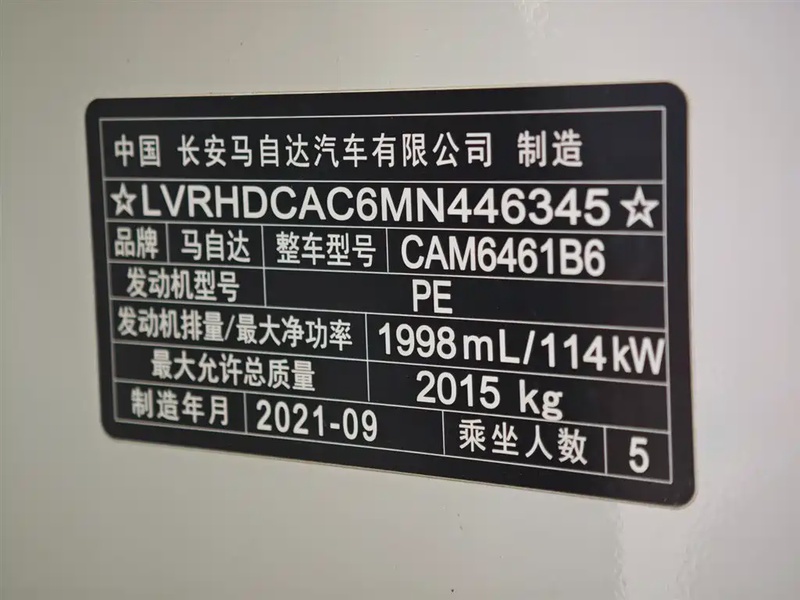 中国 长安马自达汽车有限公司 制造
☆LVRHDCAC6MN446345☆
品牌 马自达 整车型号 CAM6461B6
发动机型号 PE
发动机排量/最大净功率 1998mL/114kW
最大允许总质量 2015 kg
制造年月 2021-09 乘坐人数 5